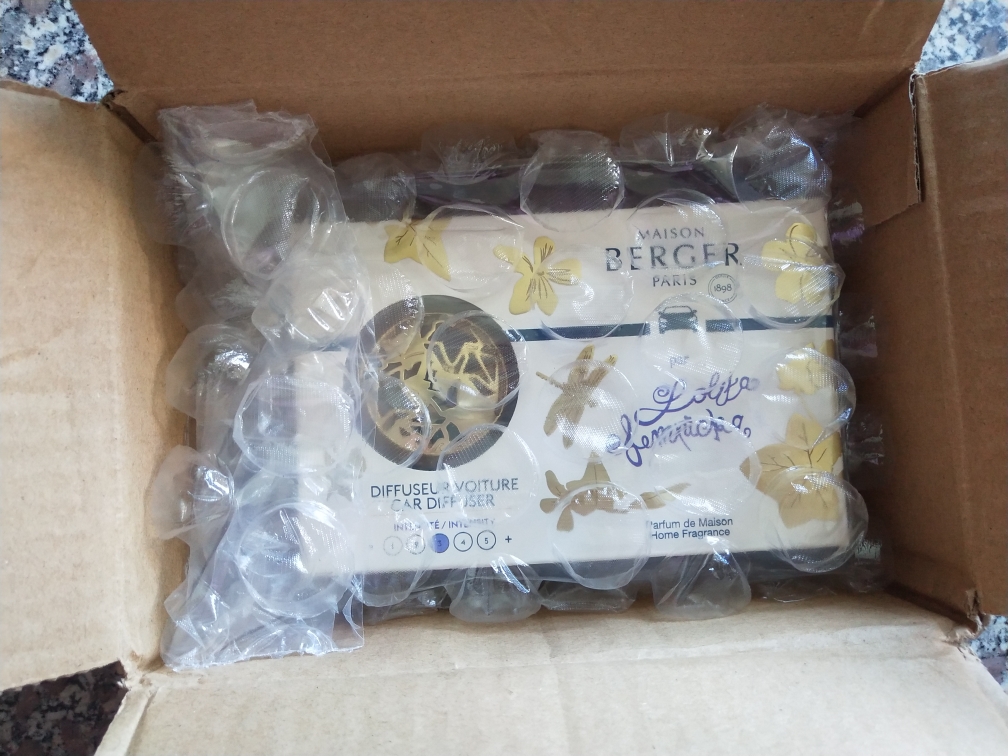 MAISON
BERGER
PARIS
1898
par
Lolita
Lempicka
DIFFUSEUR VOITURE
CAR DIFFUSER
INTENSITÉ / INTENSITY
- 1 2 3 4 5 +
Parfum de Maison
Home Fragrance